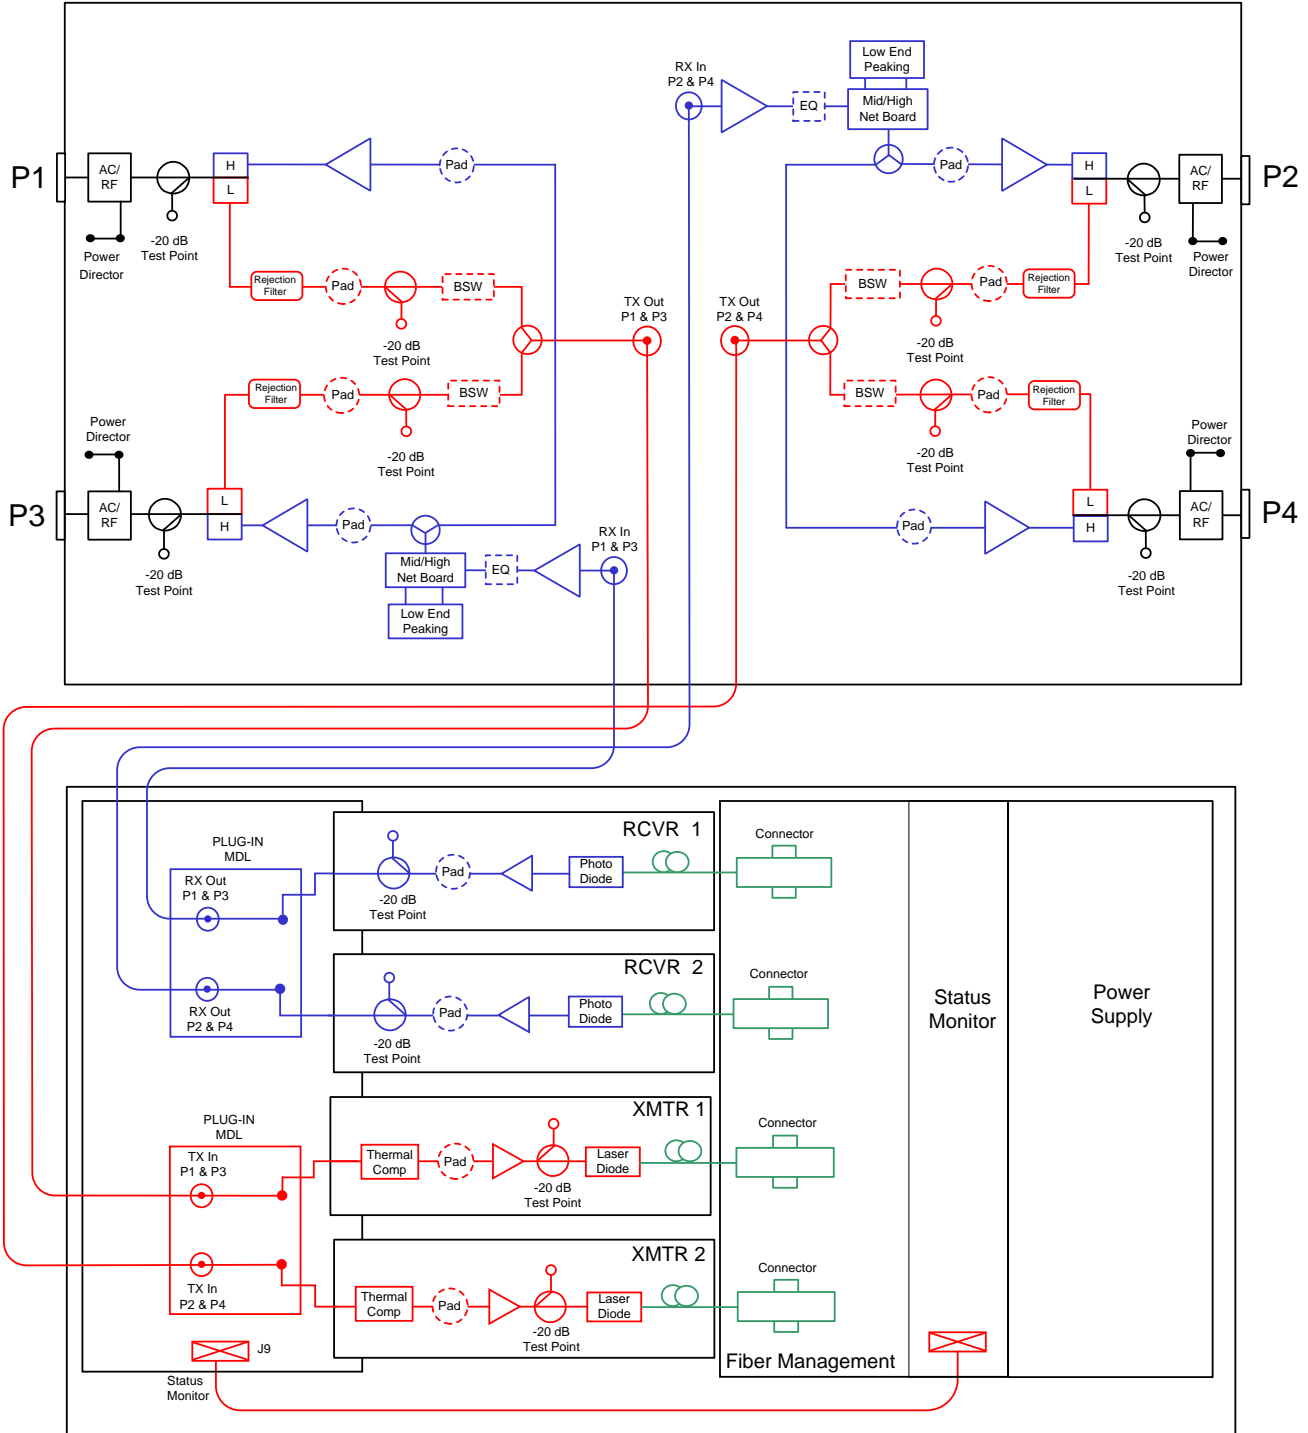 Low End
Peaking
RX In
P2 & P4
EQ
Mid/High
Net Board
P1
AC/
RF
H
L
Pad
Pad
H
L
AC/
RF
P2
-20 dB
Test Point
Power
Director
-20 dB
Test Point
Power
Director
Rejection
Filter
Pad
BSW
BSW
Pad
Rejection
Filter
TX Out
P1 & P3
TX Out
P2 & P4
-20 dB
Test Point
-20 dB
Test Point
Rejection
Filter
Pad
BSW
BSW
Pad
Rejection
Filter
Power
Director
Power
Director
-20 dB
Test Point
-20 dB
Test Point
P3
AC/
RF
L
H
Pad
RX In
P1 & P3
Pad
L
H
AC/
RF
P4
-20 dB
Test Point
Mid/High
Net Board
EQ
-20 dB
Test Point
Low End
Peaking
PLUG-IN
MDL
RX Out
P1 & P3
RX Out
P2 & P4
RCVR 1
Pad
Photo
Diode
-20 dB
Test Point
Connector
RCVR 2
Pad
Photo
Diode
-20 dB
Test Point
Connector
Status
Monitor
Power
Supply
PLUG-IN
MDL
TX In
P1 & P3
TX In
P2 & P4
XMTR 1
Thermal
Comp
Pad
Laser
Diode
-20 dB
Test Point
Connector
XMTR 2
Thermal
Comp
Pad
Laser
Diode
-20 dB
Test Point
Connector
J9
Status
Monitor
Fiber Management